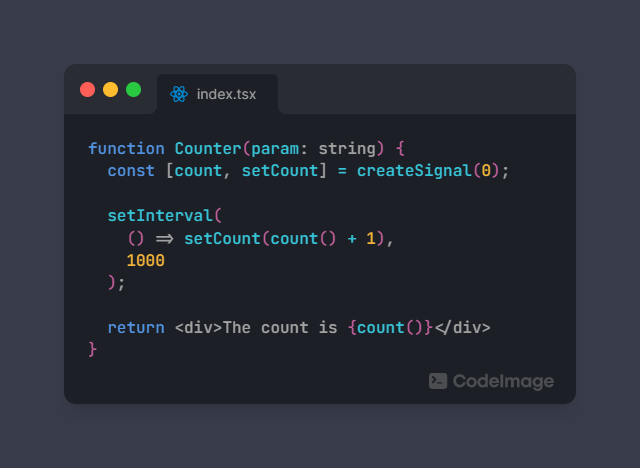 index.tsx
function Counter(param: string) {
  const [count, setCount] = createSignal(0);

  setInterval(
    () => setCount(count() + 1),
    1000
  );

  return <div>The count is {count()}</div>
}
CodeImage